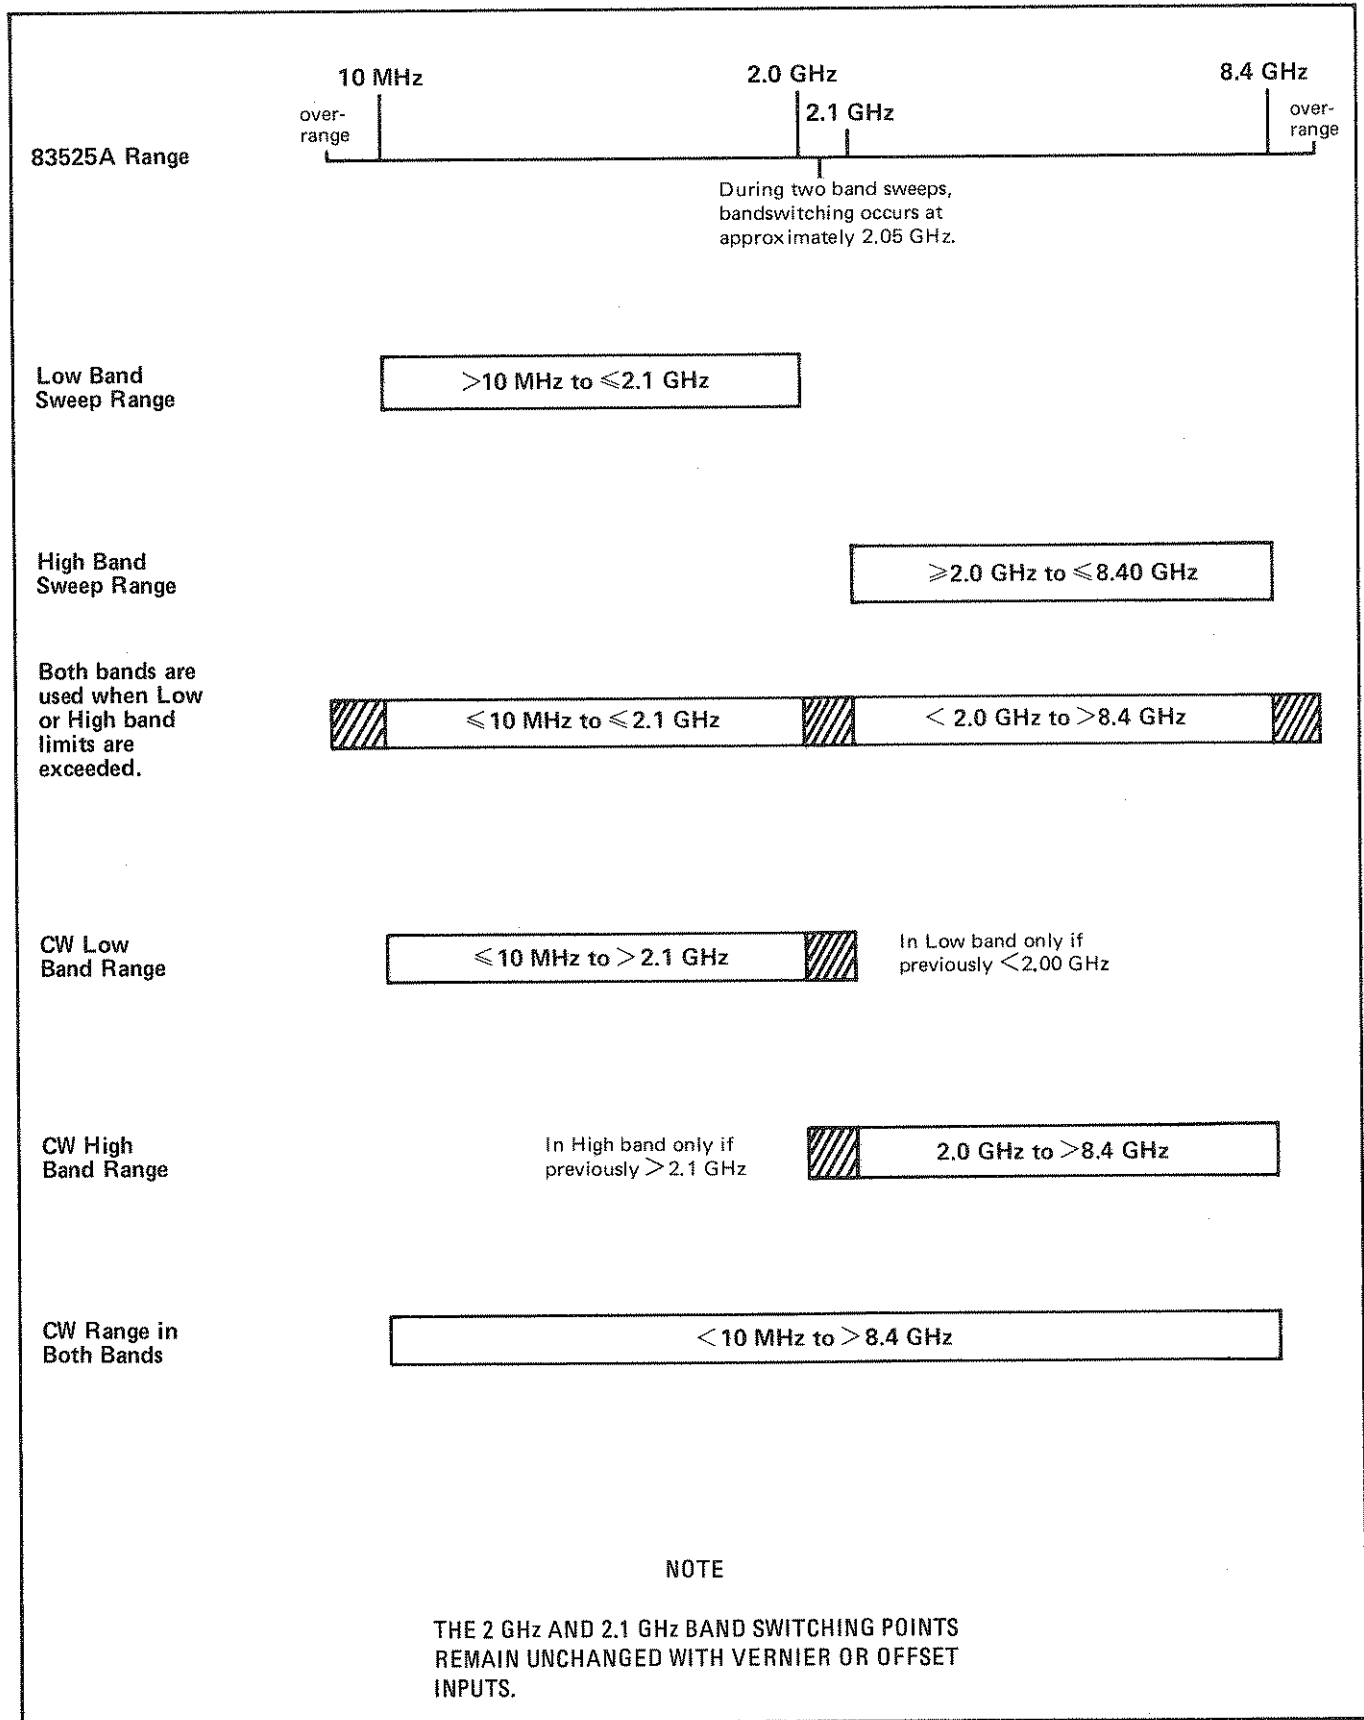 10 MHz
2.0 GHz
8.4 GHz
2.1 GHz
over-
range
over-
range
83525A Range
During two band sweeps,
bandswitching occurs at
approximately 2.05 GHz.
Low Band
Sweep Range
>10 MHz to ⩽2.1 GHz
High Band
Sweep Range
⩾2.0 GHz to ⩽8.40 GHz
Both bands are
used when Low
or High band
limits are
exceeded.
⩽10 MHz to ⩽2.1 GHz
< 2.0 GHz to >8.4 GHz
CW Low
Band Range
⩽10 MHz to >2.1 GHz
In Low band only if
previously <2.00 GHz
CW High
Band Range
In High band only if
previously >2.1 GHz
2.0 GHz to >8.4 GHz
CW Range in
Both Bands
<10 MHz to >8.4 GHz
NOTE
THE 2 GHz AND 2.1 GHz BAND SWITCHING POINTS
REMAIN UNCHANGED WITH VERNIER OR OFFSET
INPUTS.